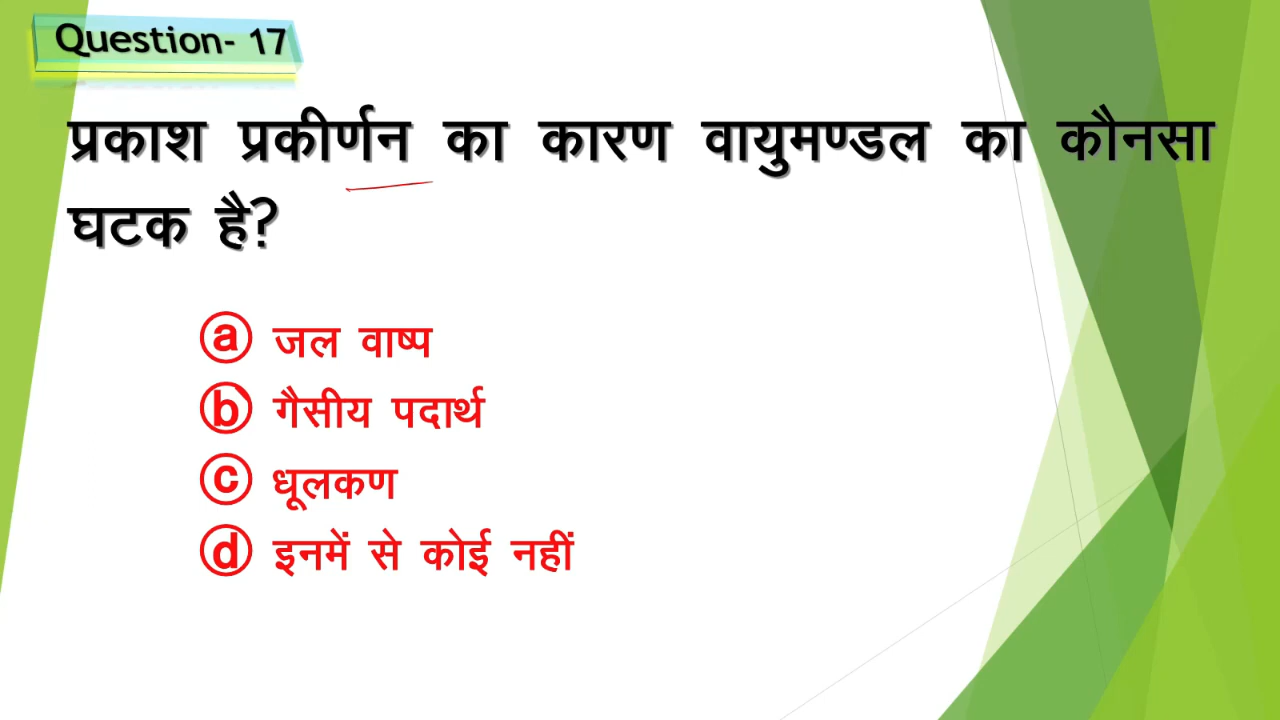 Question- 17
प्रकाश प्रकीर्णन का कारण वायुमण्डल का कौनसा
घटक है?
ⓐ जल वाष्प
ⓑ गैसीय पदार्थ
ⓒ धूलकण
ⓓ इनमें से कोई नहीं